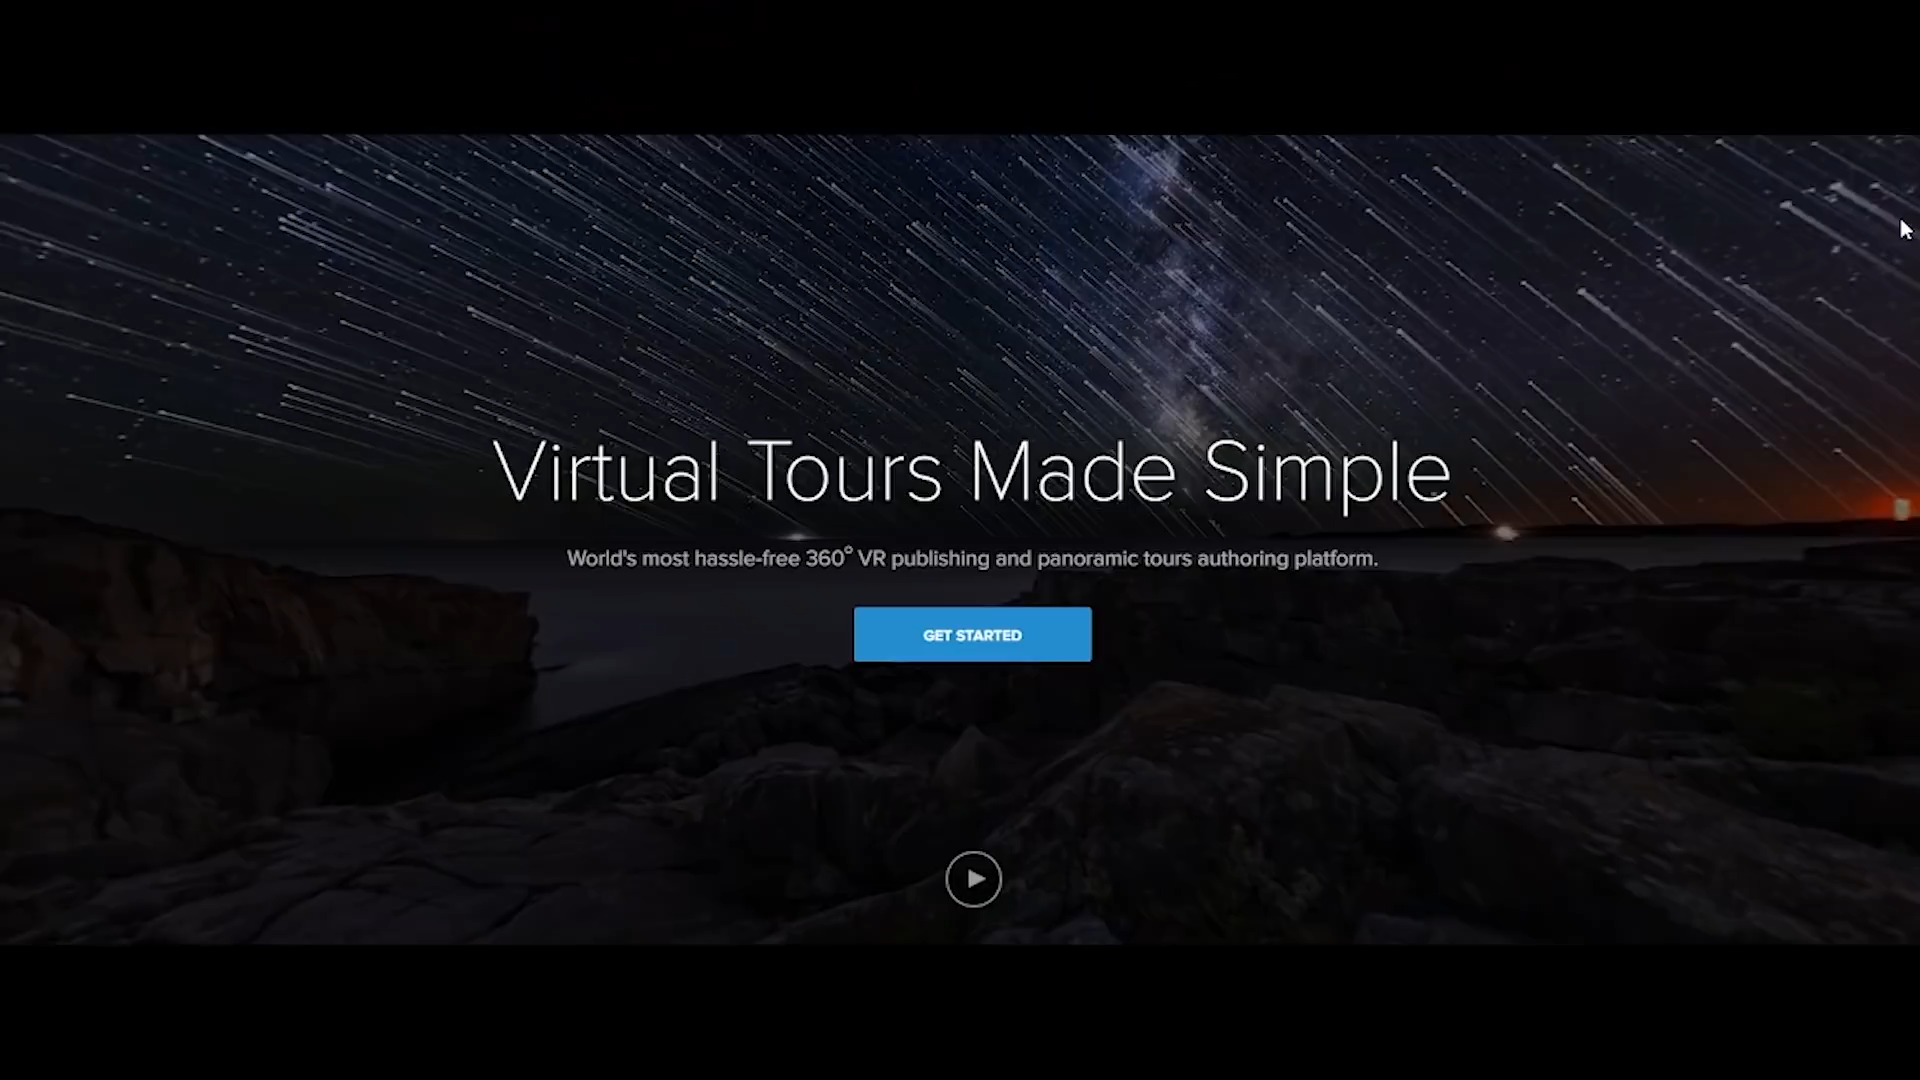 Virtual Tours Made Simple
World's most hassle-free 360° VR publishing and panoramic tours authoring platform.
GET STARTED